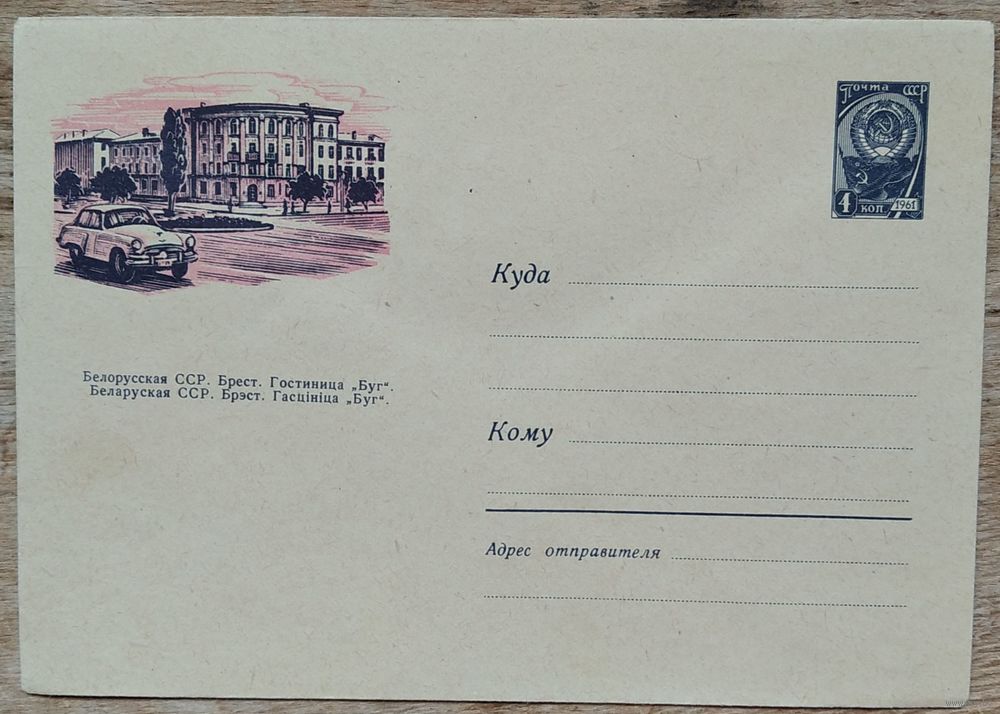 Почта СССР
4 коп 1961
Куда
Белорусская ССР. Брест. Гостиница „Буг“.
Беларуская ССР. Брэст. Гасцініца „Буг“.
Кому
Адрес отправителя